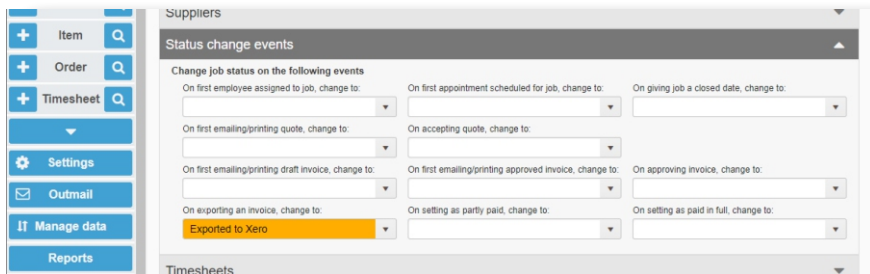 Suppliers
Item
Status change events
Order
Change job status on the following events
On first employee assigned to job, change to:
On first appointment scheduled for job, change to:
On giving job a closed date, change to:
Timesheet
On first emailing/printing quote, change to:
On accepting quote, change to:
Settings
On first emailing/printing draft invoice, change to:
On first emailing/printing approved invoice, change to:
On approving invoice, change to:
Outmail
On exporting an invoice, change to:
On setting as partly paid, change to:
On setting as paid in full, change to:
Manage data
Exported to Xero
Reports
Timesheets